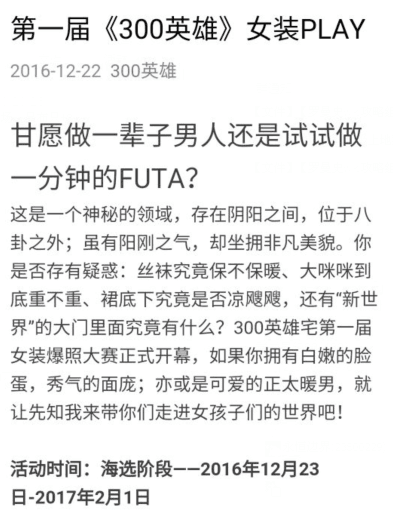 第一届《300英雄》女装PLAY
2016-12-22 300英雄
甘愿做一辈子男人还是试试做
一分钟的FUTA？
这是一个神秘的领域，存在阴阳之间，位于八
卦之外；虽有阳刚之气，却坐拥非凡美貌。你
是否存有疑惑：丝袜究竟保不保暖、大咪咪到
底重不重、裙底下究竟是否凉飕飕，还有“新世
界”的大门里面究竟有什么？300英雄宅第一届
女装爆照大赛正式开幕，如果你拥有白嫩的脸
蛋，秀气的面庞；亦或是可爱的正太暖男，就
让先知我来带你们走进女孩子们的世界吧！
活动时间：海选阶段——2016年12月23
日-2017年2月1日